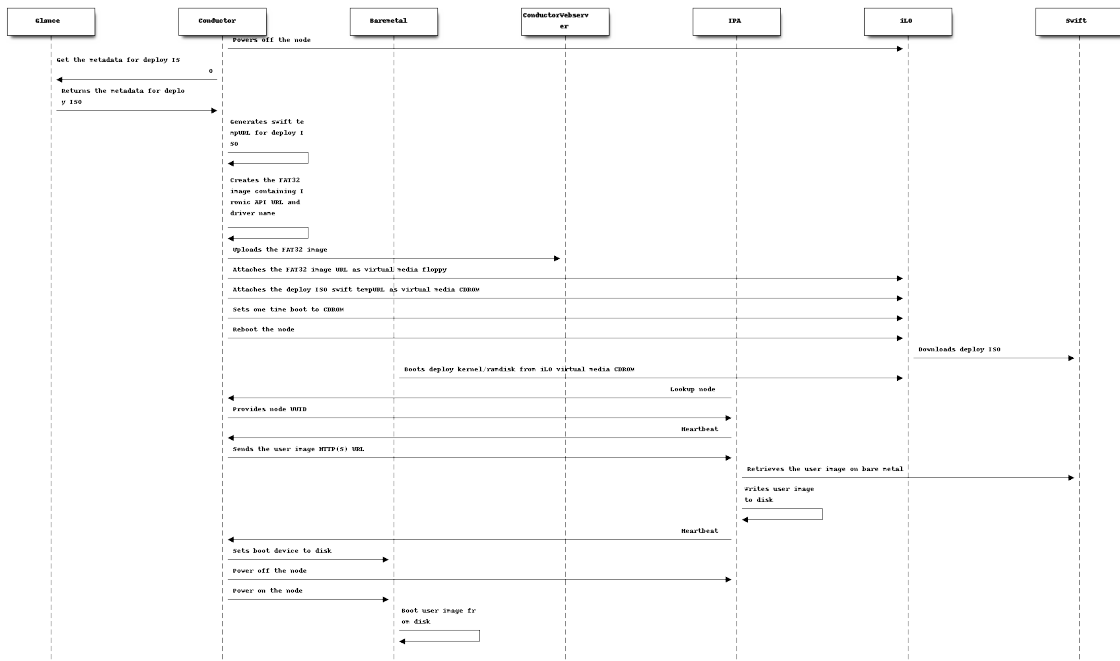 Glance
Conductor
Baremetal
ConductorWebserv
er
IPA
iLO
Swift
Powers off the node
Get the metadata for deploy IS
O
Returns the metadata for deplo
y ISO
Generates swift te
mpURL for deploy I
SO
Creates the FAT32
image containing I
ronic API URL and
driver name
Uploads the FAT32 image
Attaches the FAT32 image URL as virtual media floppy
Attaches the deploy ISO swift tempURL as virtual media CDROM
Sets one time boot to CDROM
Reboot the node
Downloads deploy ISO
Boots deploy kernel/ramdisk from iLO virtual media CDROM
Lookup node
Provides node UUID
Heartbeat
Sends the user image HTTP(S) URL
Retrieves the user image on bare metal
Writes user image
to disk
Heartbeat
Sets boot device to disk
Power off the node
Power on the node
Boot user image fr
om disk